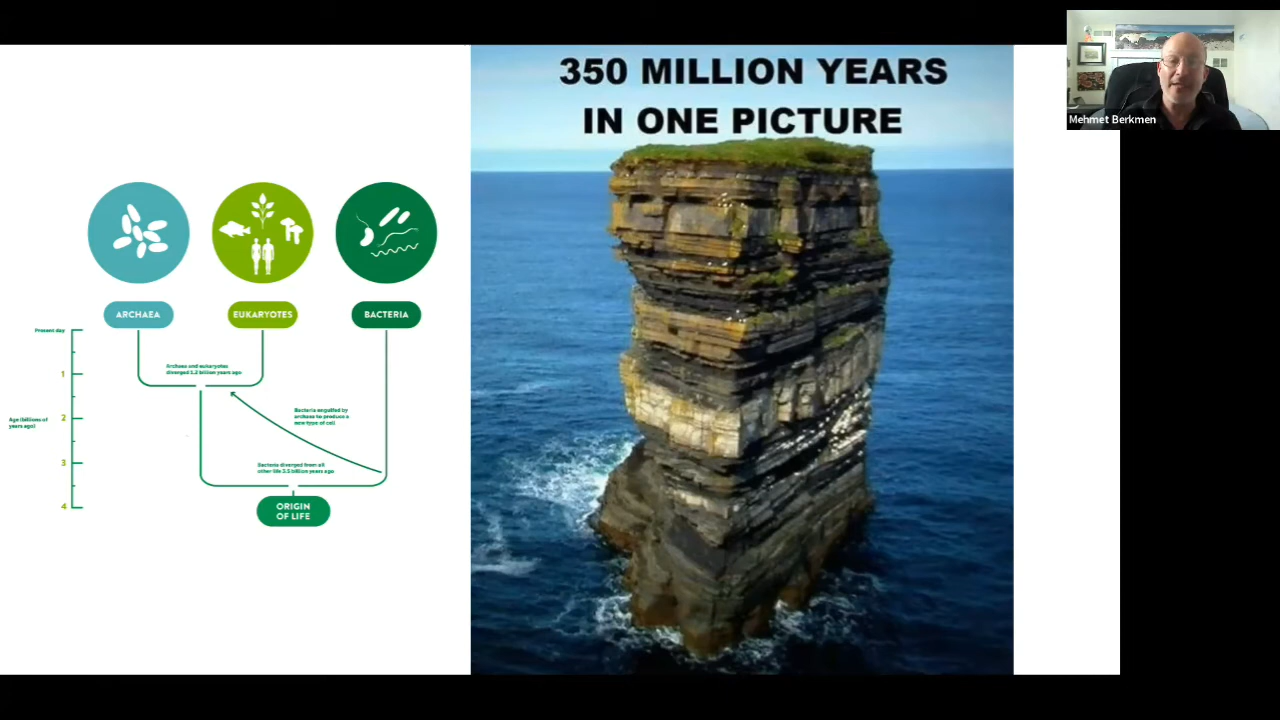 350 MILLION YEARS
IN ONE PICTURE
Mehmet Berkmen
ARCHAEA
EUKARYOTES
BACTERIA
Present day
1
2
3
4
Age (billions of
years ago)
Archaea and eukaryotes
diverged 1.2 billion years ago
Bacteria engulfed by
archaea to produce a
new type of cell
Bacteria diverged from all
other life 3.5 billion years ago
ORIGIN
OF LIFE